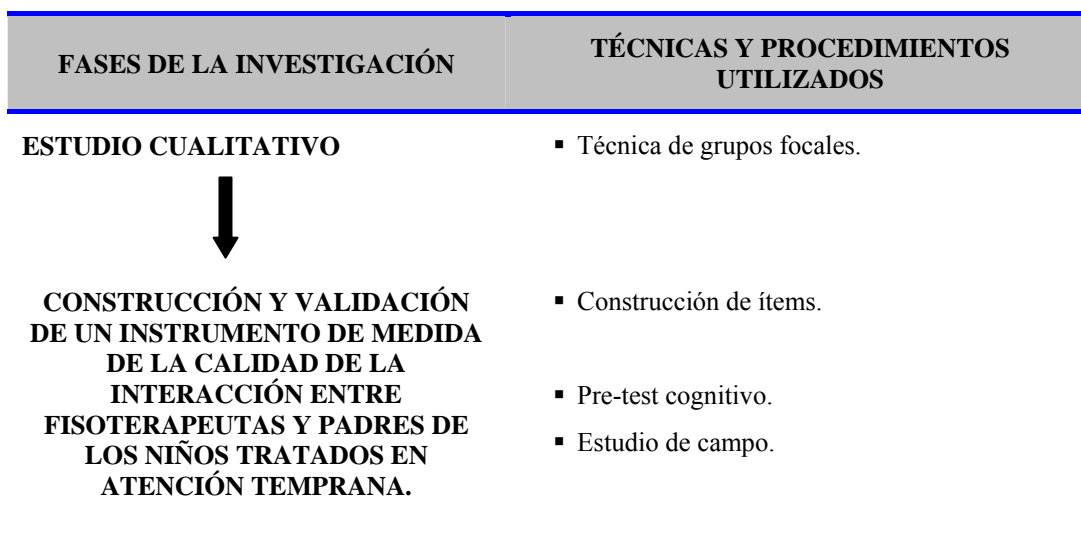 FASES DE LA INVESTIGACIÓN
TÉCNICAS Y PROCEDIMIENTOS
UTILIZADOS
ESTUDIO CUALITATIVO
▪ Técnica de grupos focales.
CONSTRUCCIÓN Y VALIDACIÓN
DE UN INSTRUMENTO DE MEDIDA
DE LA CALIDAD DE LA
INTERACCIÓN ENTRE
FISOTERAPEUTAS Y PADRES DE
LOS NIÑOS TRATADOS EN
ATENCIÓN TEMPRANA.
▪ Construcción de ítems.
▪ Pre-test cognitivo.
▪ Estudio de campo.